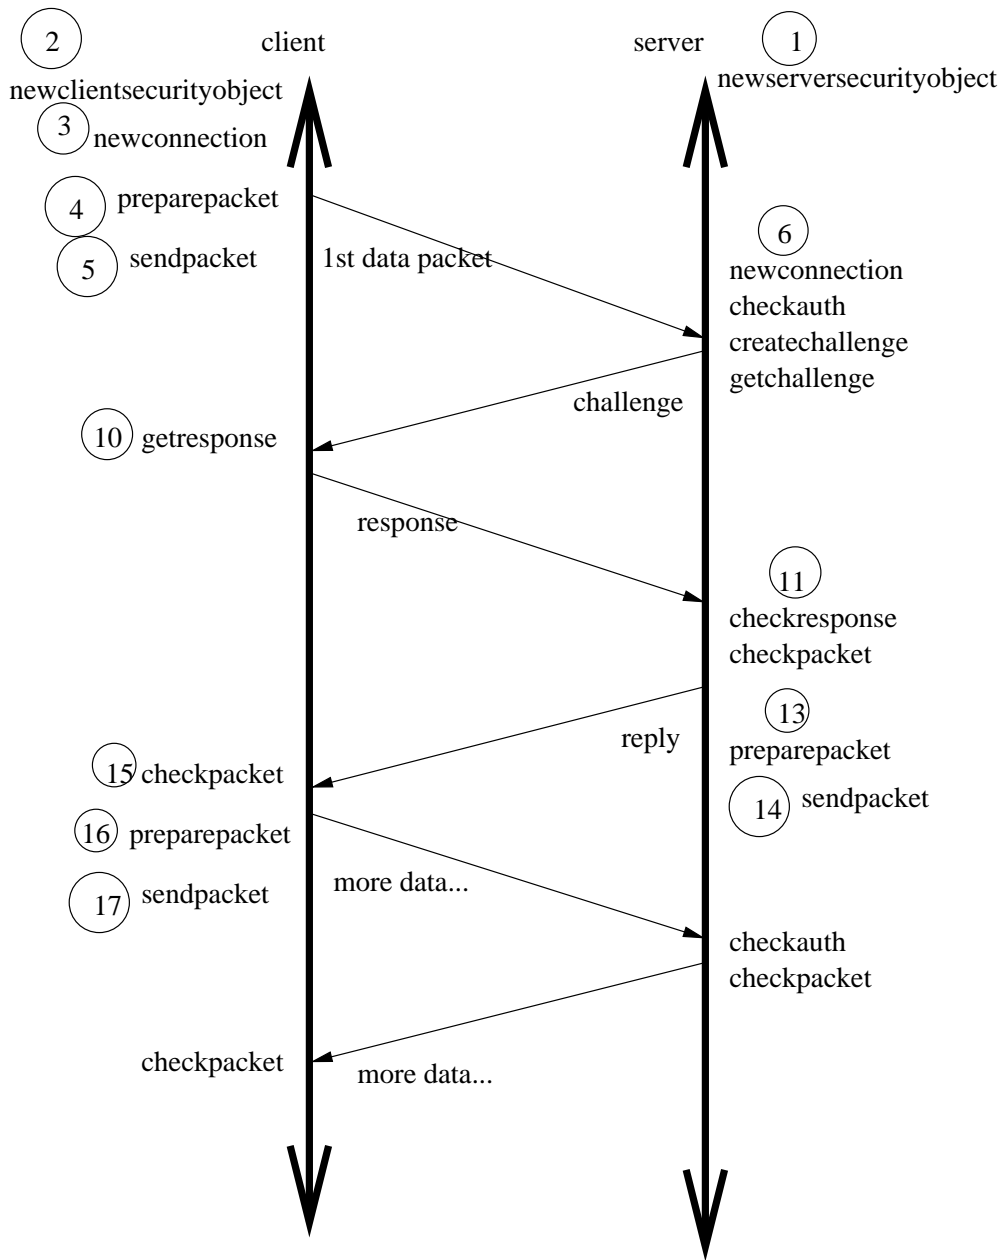 2
client
server
1
newclientsecurityobject
newserversecurityobject
3 newconnection
4 preparepacket
6
5 sendpacket
1st data packet
newconnection
checkauth
createchallenge
getchallenge
challenge
10 getresponse
response
11
checkresponse
checkpacket
13
reply
preparepacket
15 checkpacket
14 sendpacket
16 preparepacket
more data...
17 sendpacket
checkauth
checkpacket
checkpacket
more data...